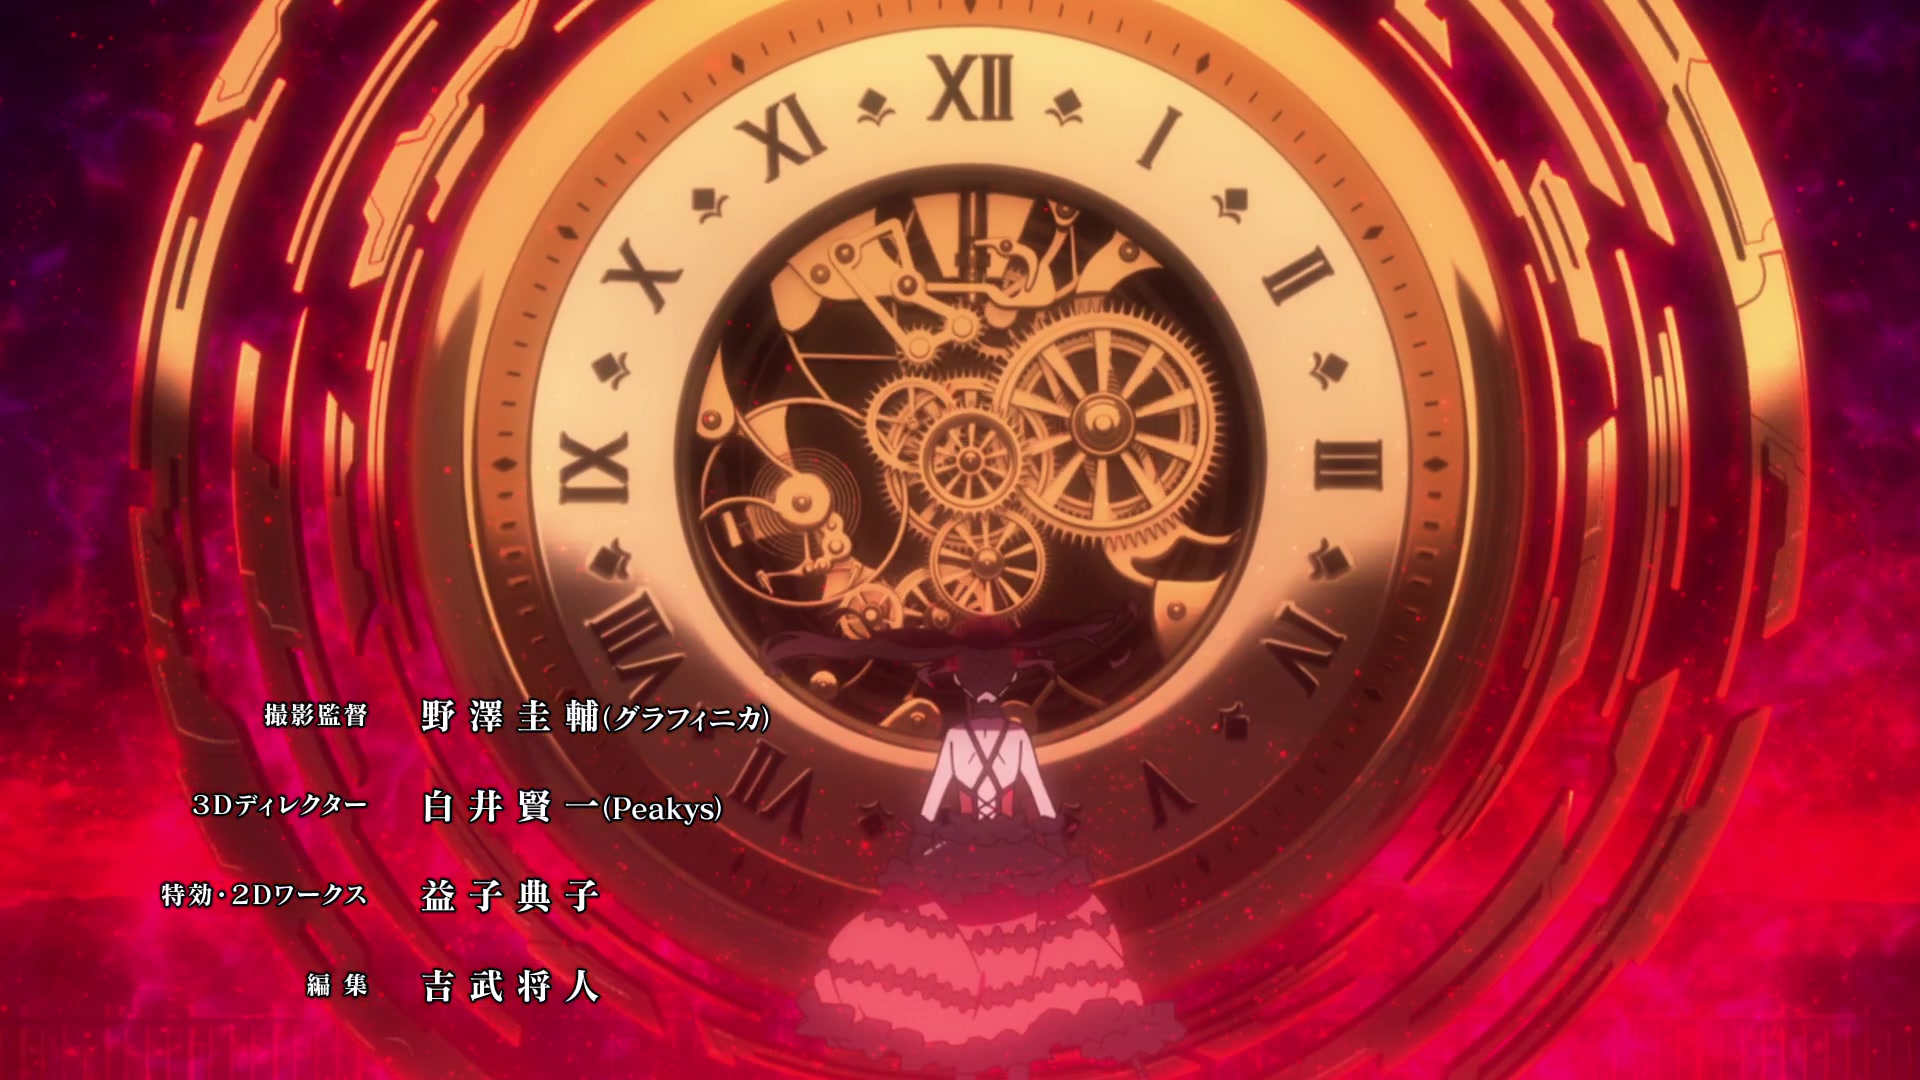 XII
XI
I
X
II
IX
III
VIII
IV
VII
V
撮影監督 野澤圭輔(グラフィニカ)
3Dディレクター 白井賢一(Peakys)
特効・2Dワークス 益子典子
編集 吉武将人